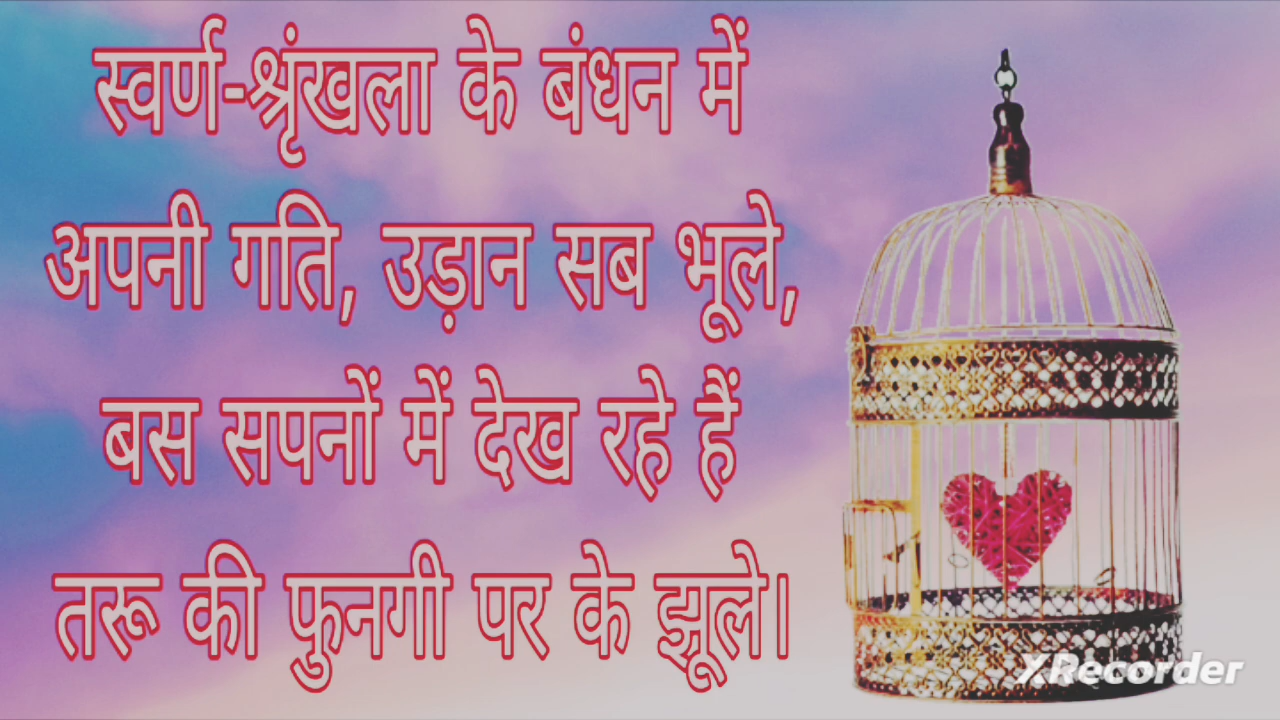 स्वर्ण-श्रृंखला के बंधन में
अपनी गति, उड़ान सब भूले,
बस सपनों में देख रहे हैं
तरू की फुनगी पर के झूले।
XRecorder